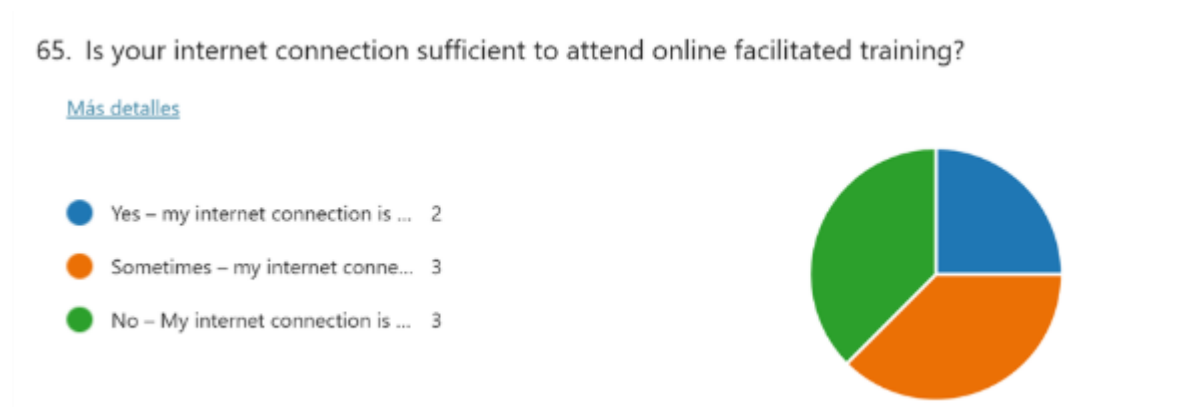 65. Is your internet connection sufficient to attend online facilitated training?
Más detalles
Yes – my internet connection is ... 2
Sometimes – my internet conne... 3
No – My internet connection is ... 3